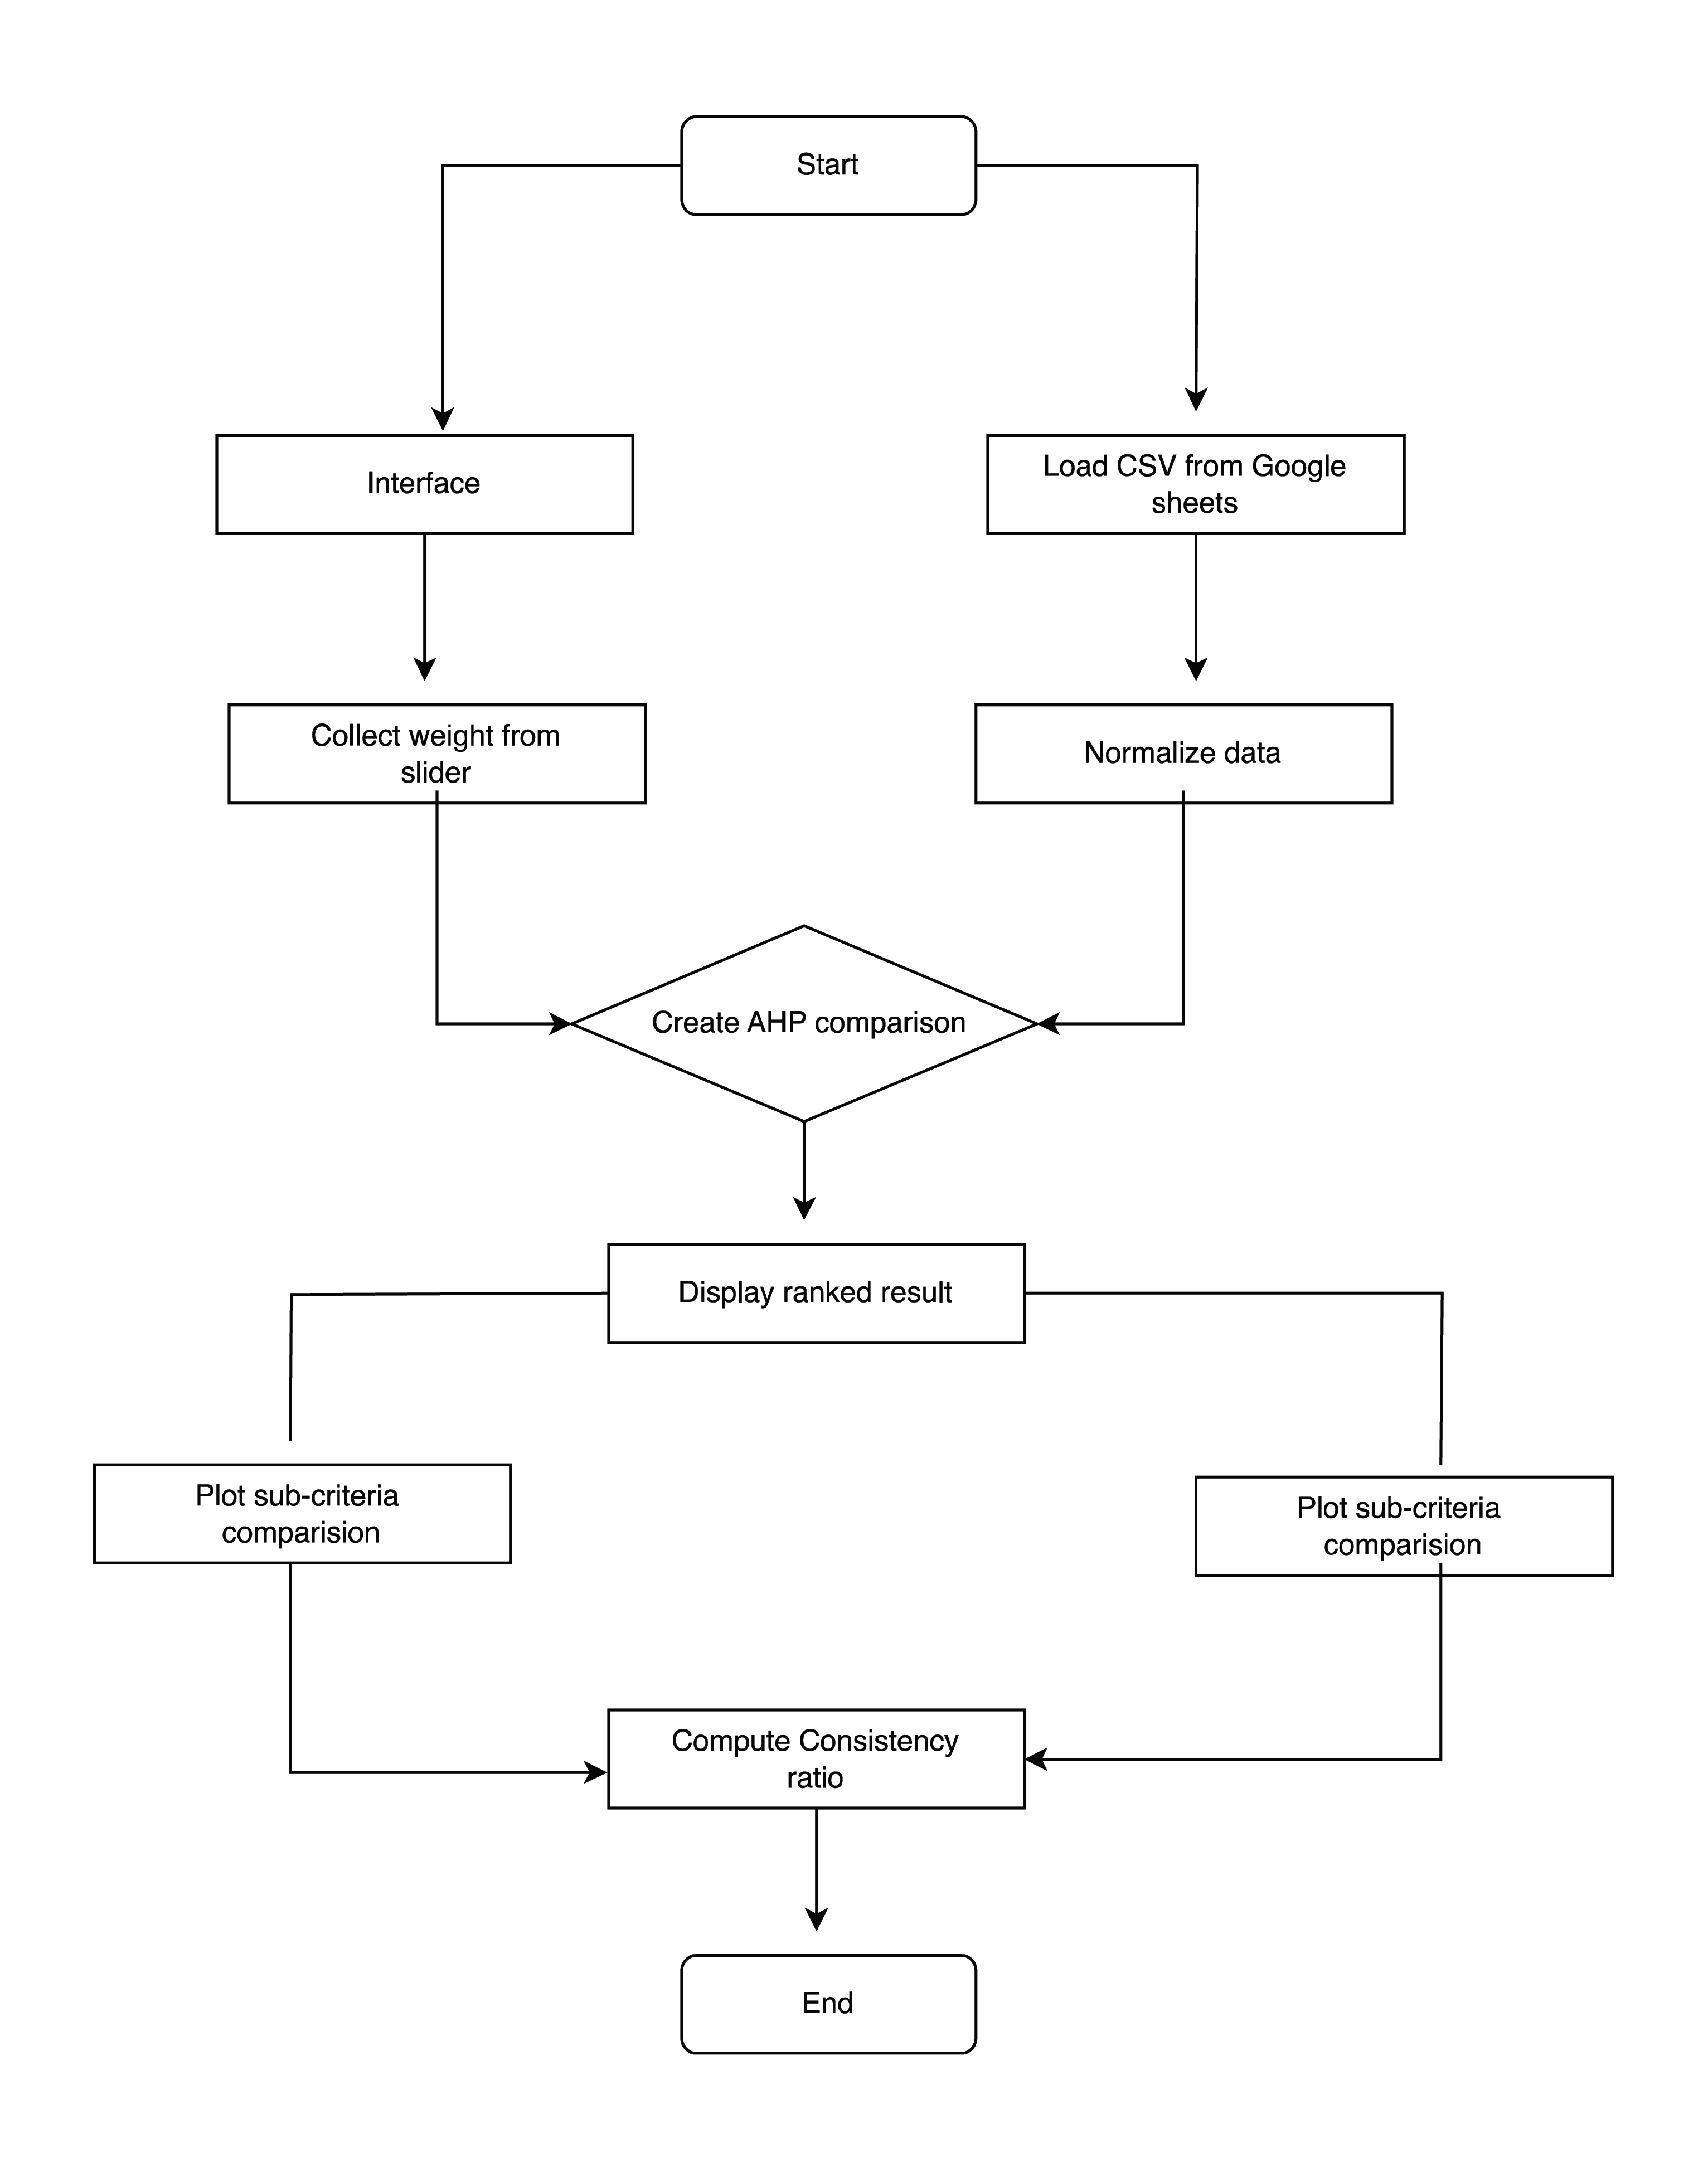 Start
Interface
Load CSV from Google
sheets
Collect weight from
slider
Normalize data
Create AHP comparison
Display ranked result
Plot sub-criteria
comparision
Plot sub-criteria
comparision
Compute Consistency
ratio
End